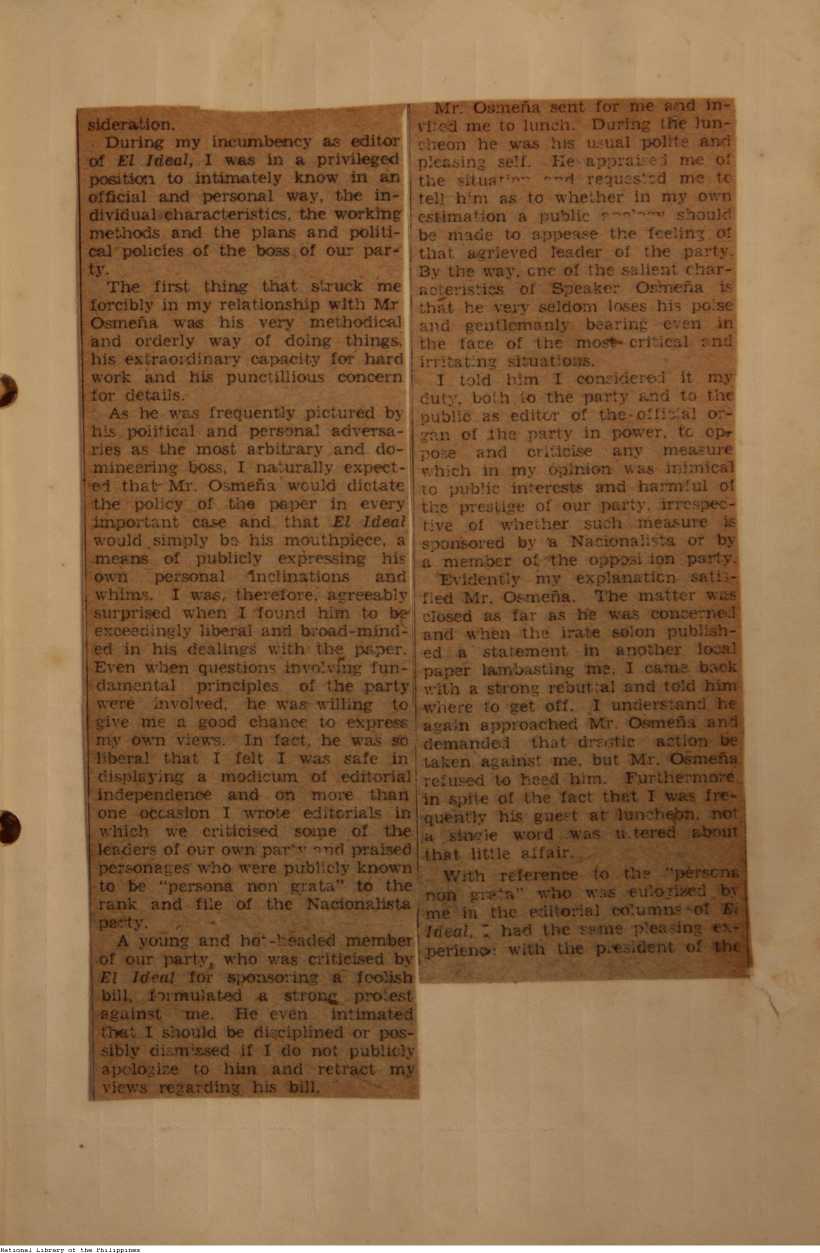 sideration.
During my incumbency as editor
of El Ideal, I was in a privileged
position to intimately know in an
official and personal way, the in-
dividual characteristics, the working
methods and the plans and politi-
cal policies of the boss of our par-
ty.
The first thing that struck me
forcibly in my relationship with Mr
Osmeña was his very methodical
and orderly way of doing things,
his extraordinary capacity for hard
work and his punctillious concern
for details.
As he was frequently pictured by
his political and personal adversa-
ries as the most arbitrary and do-
mineering boss, I naturally expect-
ed that Mr. Osmeña would dictate
the policy of the paper in every
important case and that El Ideal
would simply be his mouthpiece, a
means of publicly expressing his
own personal inclinations and
whims. I was, therefore, agreeably
surprised when I found him to be
exceedingly liberal and broad-mind-
ed in his dealings with the paper.
Even when questions involving fun-
damental principles of the party
were involved, he was willing to
give me a good chance to express
my own views. In fact, he was so
liberal that I felt I was safe in
displaying a modicum of editorial
independence and on more than
one occasion I wrote editorials in
which we criticised some of the
leaders of our own party and praised
personages who were publicly known
to be "persona non grata" to the
rank and file of the Nacionalista
party.
A young and hot-headed member
of our party, who was criticised by
El Ideal for sponsoring a foolish
bill, formulated a strong protest
against me. He even intimated
that I should be disciplined or pos-
sibly dismissed if I do not publicly
apologize to him and retract my
views regarding his bill.
Mr. Osmeña sent for me and in-
vited me to lunch. During the lun-
cheon he was his usual polite and
pleasing self. He appraised me of
the situation and requested me to
tell him as to whether in my own
estimation a public apology should
be made to appease the feeling of
that agrieved leader of the party.
By the way, one of the salient char-
acteristics of Speaker Osmeña is
that he very seldom loses his poise
and gentlemanly bearing even in
the face of the most critical and
irritating situations.
I told him I considered it my
duty, both to the party and to the
public as editor of the official or-
gan of the party in power, to op-
pose and criticise any measure
which in my opinion was inimical
to public interests and harmful of
the prestige of our party, irrespec-
tive of whether such measure is
sponsored by a Nacionalista or by
a member of the opposition party.
Evidently my explanation satis-
fied Mr. Osmeña. The matter was
closed as far as he was concerned
and when the irate solon publish-
ed a statement in another local
paper lambasting me, I came back
with a strong rebuttal and told him
where to get off. I understand he
again approached Mr. Osmeña and
demanded that drastic action be
taken against me, but Mr. Osmeña
refused to heed him. Furthermore,
in spite of the fact that I was fre-
quently his guest at luncheon, not
a single word was uttered about
that little affair.
With reference to the "persona
non grata" who was eulogized by
me in the editorial columns of El
Ideal, I had the same pleasing ex-
perience with the president of the
National Library of the Philippines